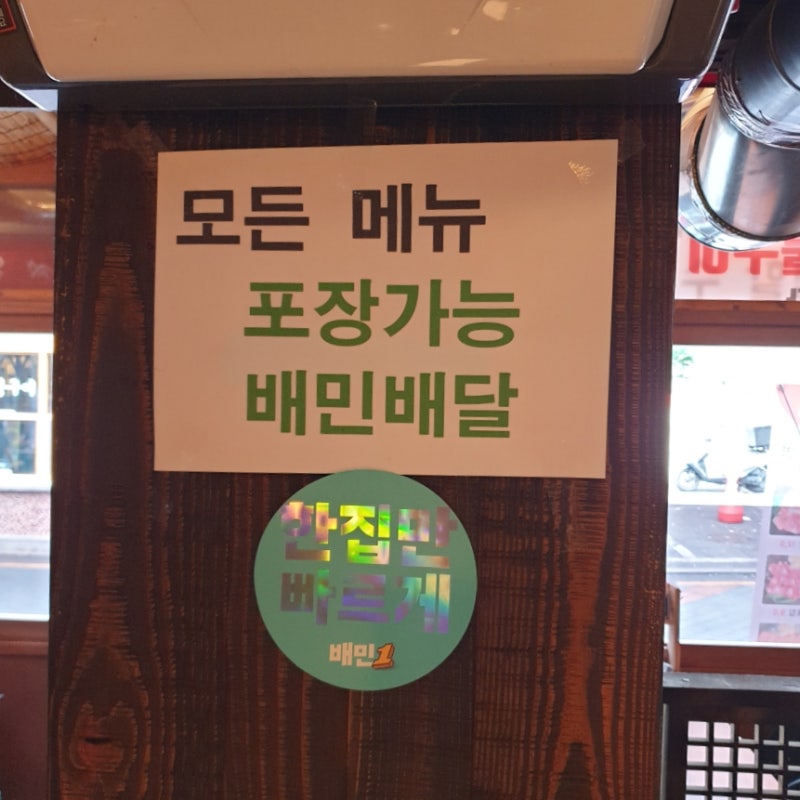 모든 메뉴
포장가능
배민배달
한집만
빠르게
배민1